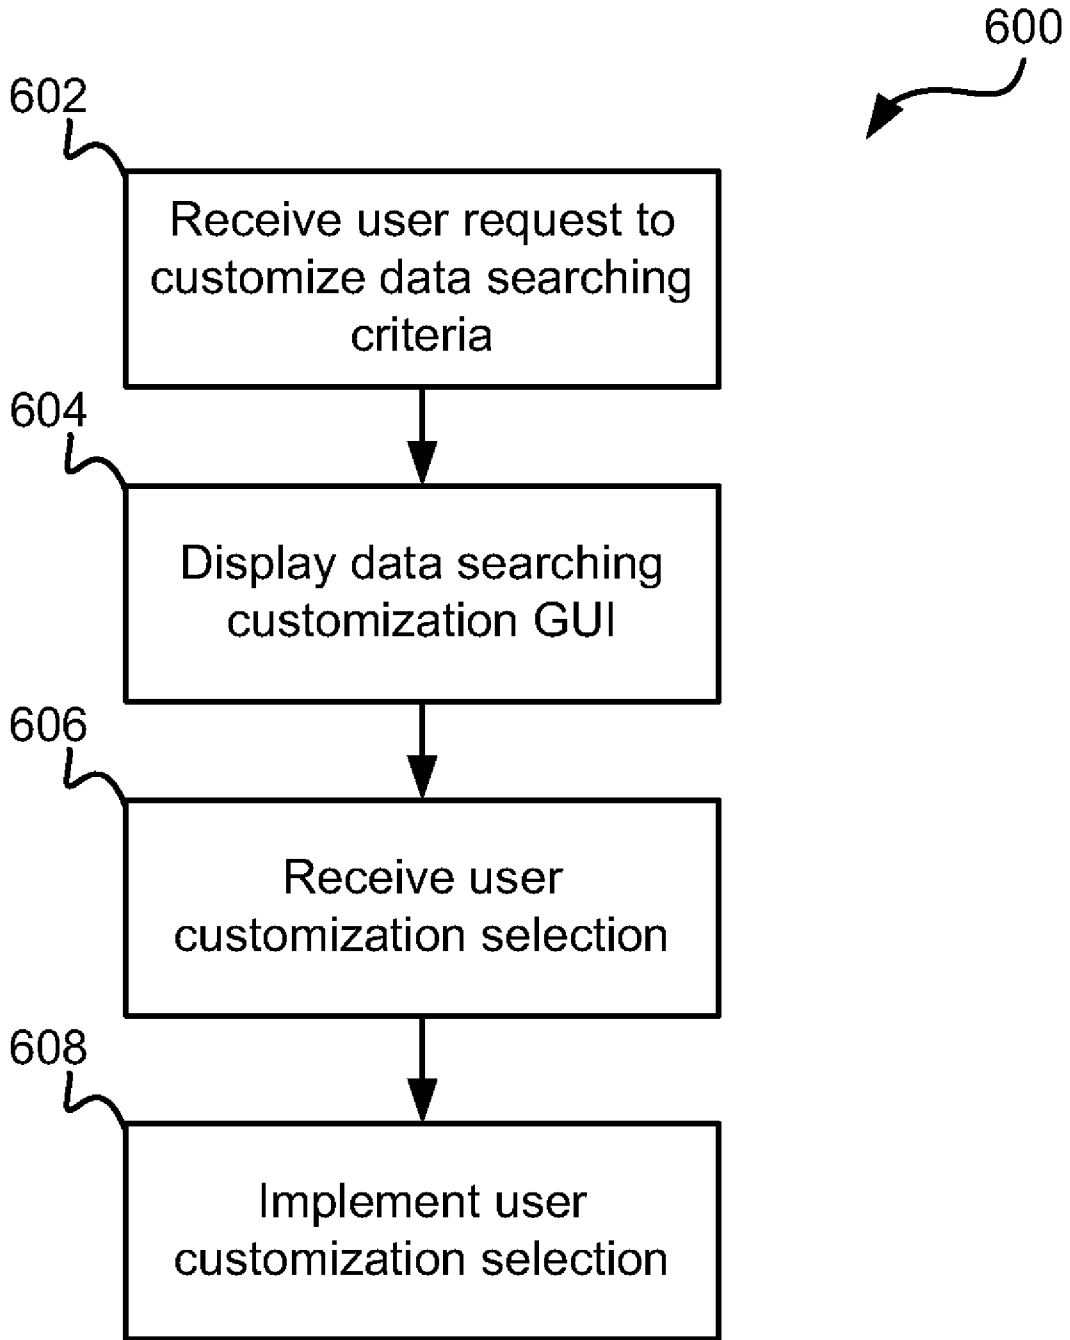 600
602
Receive user request to
customize data searching
criteria
604
Display data searching
customization GUI
606
Receive user
customization selection
608
Implement user
customization selection